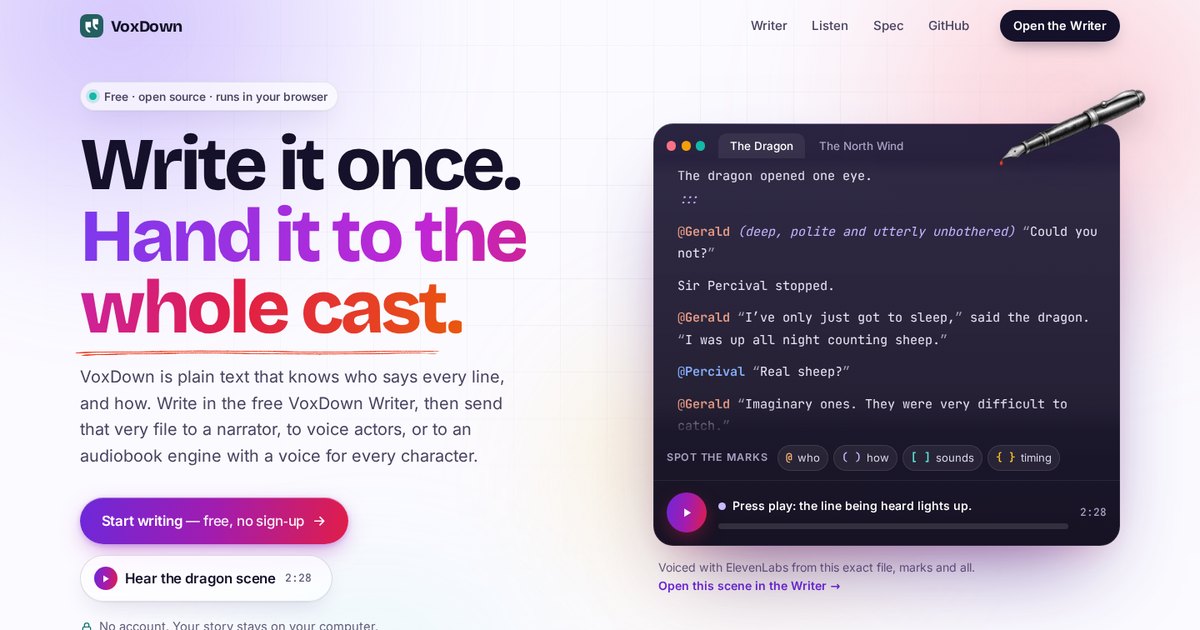 VoxDown
Writer
Listen
Spec
GitHub
Open the Writer
Free · open source · runs in your browser
Write it once.
Hand it to the
whole cast.
VoxDown is plain text that knows who says every line,
and how. Write in the free VoxDown Writer, then send
that very file to a narrator, to voice actors, or to an
audiobook engine with a voice for every character.
Start writing — free, no sign-up →
Hear the dragon scene 2:28
No account. Your story stays on your computer.
The Dragon
The North Wind
The dragon opened one eye.
:::
@Gerald (deep, polite and utterly unbothered) “Could you
not?”
Sir Percival stopped.
@Gerald “I’ve only just got to sleep,” said the dragon.
“I was up all night counting sheep.”
@Percival “Real sheep?”
@Gerald “Imaginary ones. They were very difficult to
catch.”
SPOT THE MARKS
@ who
( ) how
[ ] sounds
{ } timing
Press play: the line being heard lights up.
2:28
Voiced with ElevenLabs from this exact file, marks and all.
Open this scene in the Writer →